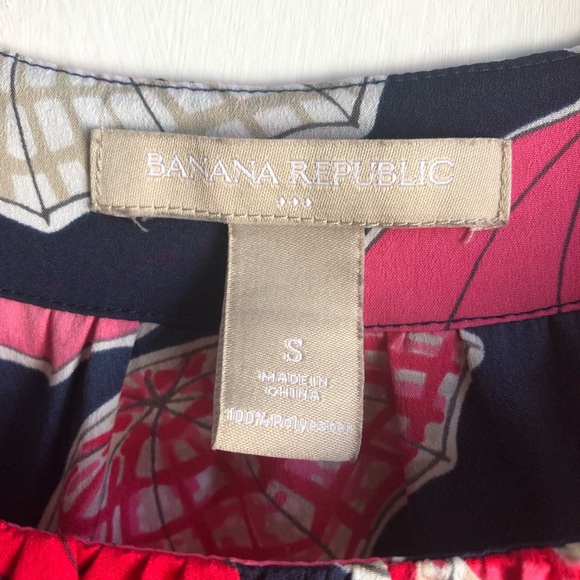 BANANA REPUBLIC
S
MADE IN
CHINA
100% Polyester